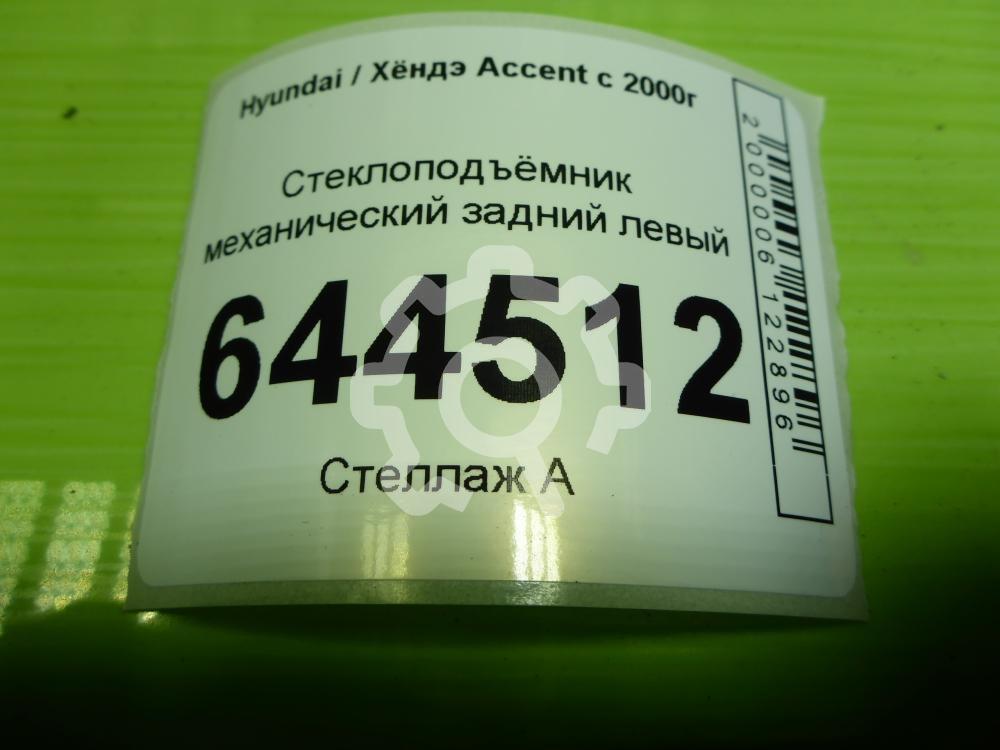 Hyundai / Хёндэ Accent с 2000г
Стеклоподъёмник
механический задний левый
644512
Стеллаж А
2000006122896